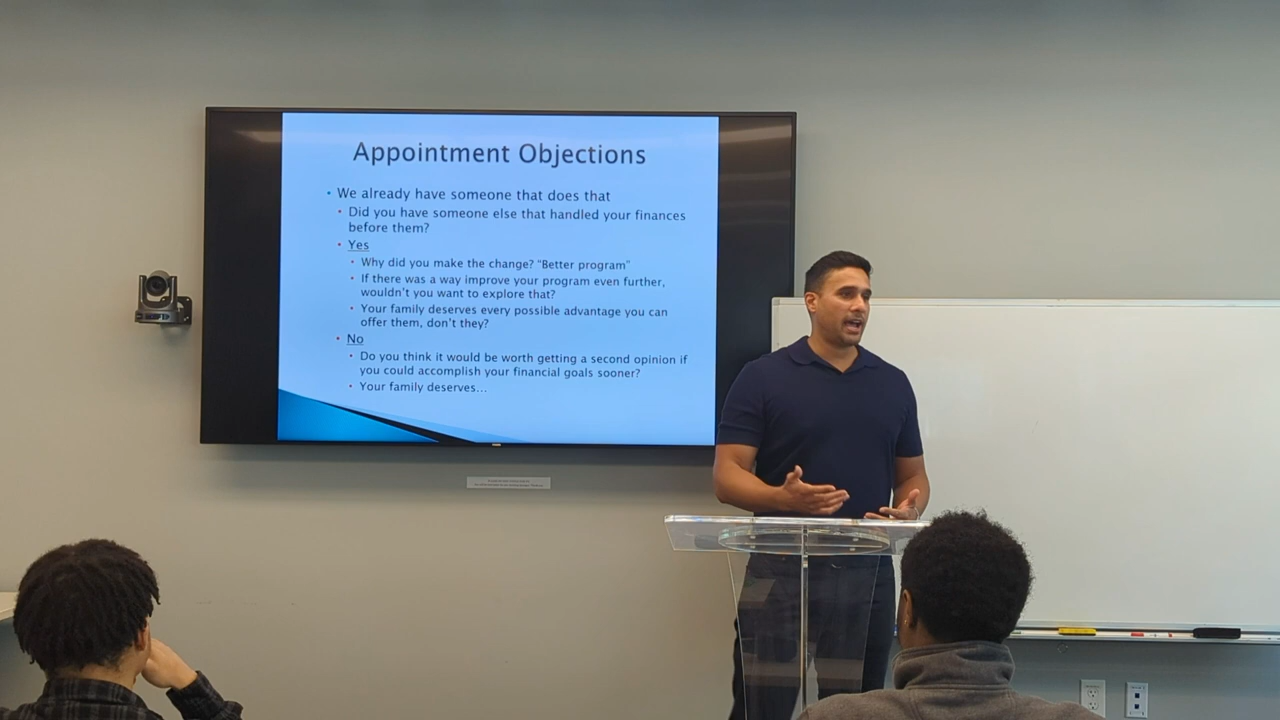 Appointment Objections
• We already have someone that does that
• Did you have someone else that handled your finances
before them?
• Yes
• Why did you make the change? "Better program"
• If there was a way improve your program even further,
wouldn't you want to explore that?
• Your family deserves every possible advantage you can
offer them, don't they?
• No
• Do you think it would be worth getting a second opinion if
you could accomplish your financial goals sooner?
• Your family deserves...